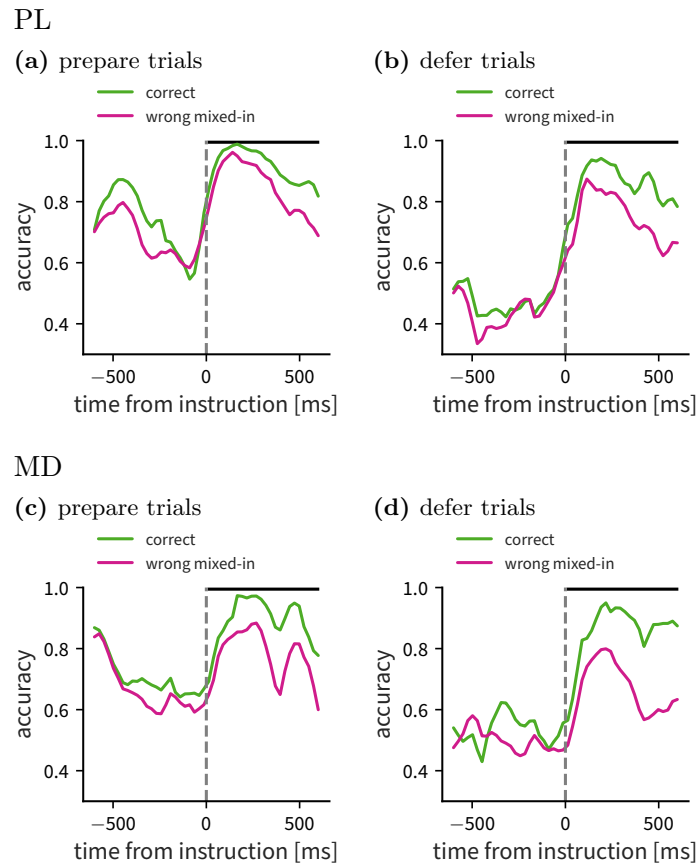 PL
(a) prepare trials
correct
wrong mixed-in
1.0
0.8
0.6
0.4
accuracy
−500 0 500
time from instruction [ms]
(b) defer trials
correct
wrong mixed-in
1.0
0.8
0.6
0.4
accuracy
−500 0 500
time from instruction [ms]
MD
(c) prepare trials
correct
wrong mixed-in
1.0
0.8
0.6
0.4
accuracy
−500 0 500
time from instruction [ms]
(d) defer trials
correct
wrong mixed-in
1.0
0.8
0.6
0.4
accuracy
−500 0 500
time from instruction [ms]